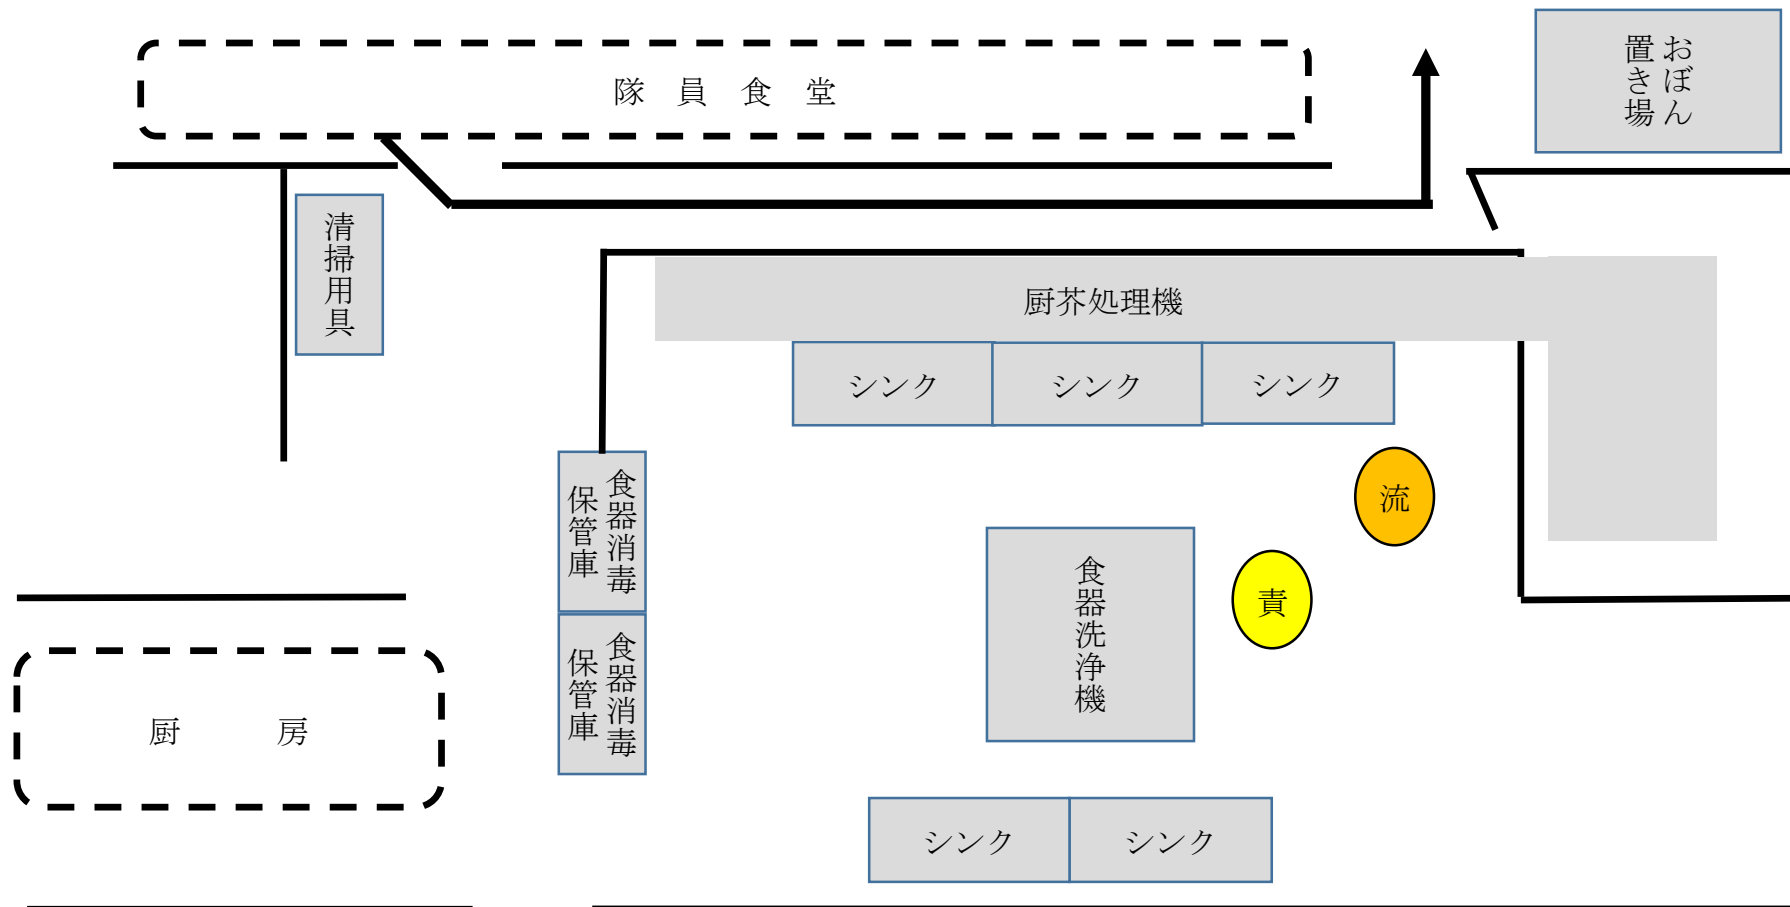 隊員食堂
おぼん
置き場
清掃用具
厨芥処理機
シンク
シンク
シンク
流
食器消毒
保管庫
食器洗浄機
責
食器消毒
保管庫
厨房
シンク
シンク